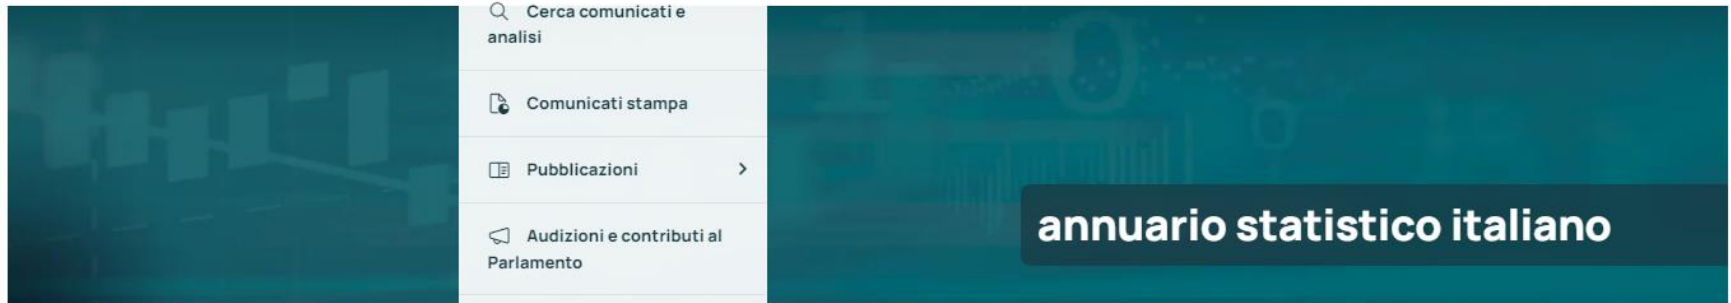 Cerca comunicati e
analisi
Comunicati stampa
Pubblicazioni
Audizioni e contributi al
Parlamento
annuario statistico italiano